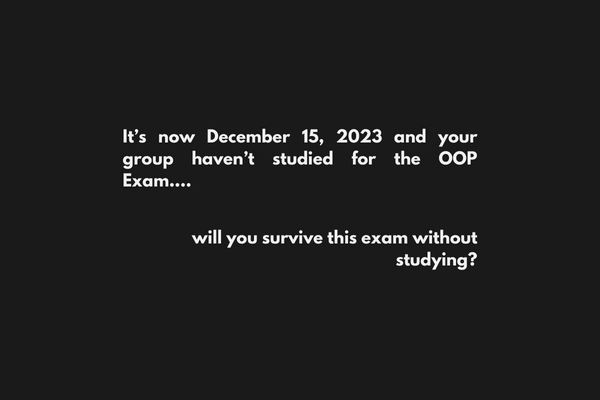 It's now December 15, 2023 and your
group haven't studied for the OOP
Exam....
will you survive this exam without
studying?